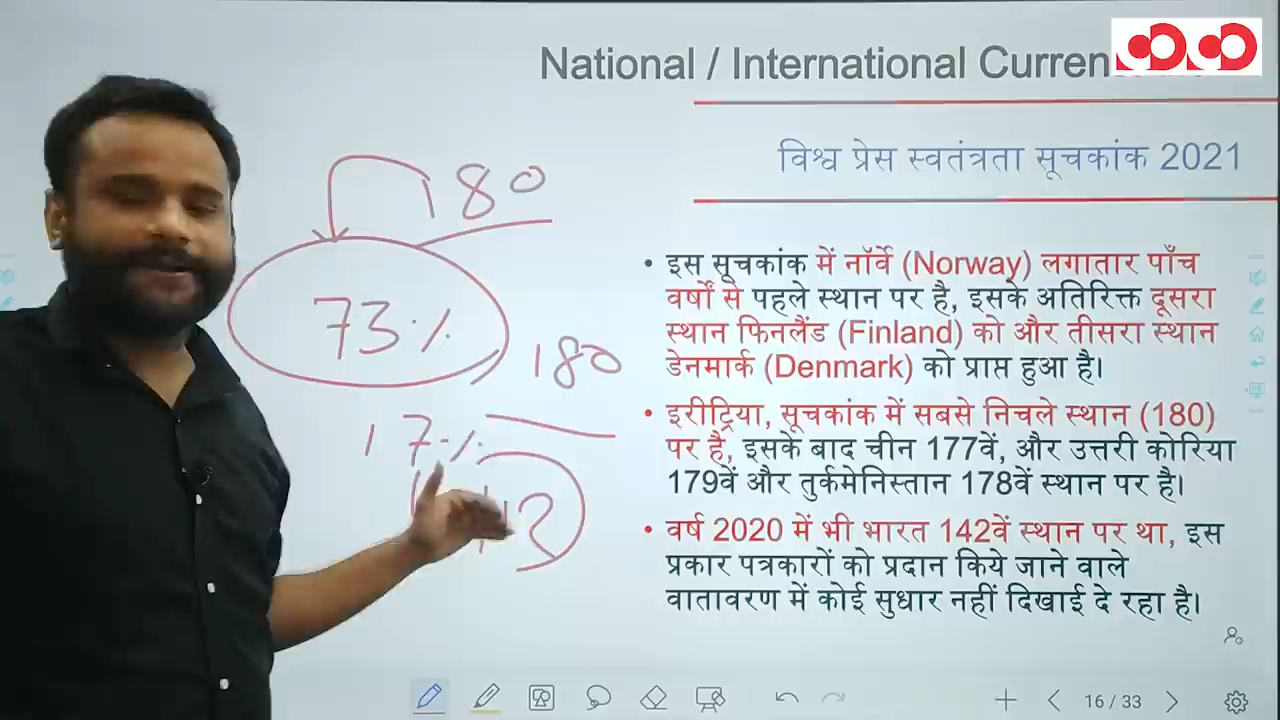 National / International Curren
विश्व प्रेस स्वतंत्रता सूचकांक 2021
180
73%
180
17%
• इस सूचकांक में नॉर्वे (Norway) लगातार पाँच
वर्षों से पहले स्थान पर है, इसके अतिरिक्त दूसरा
स्थान फिनलैंड (Finland) को और तीसरा स्थान
डेनमार्क (Denmark) को प्राप्त हुआ है।
• इरीट्रिया, सूचकांक में सबसे निचले स्थान (180)
पर है, इसके बाद चीन 177वें, और उत्तरी कोरिया
179वें और तुर्कमेनिस्तान 178वें स्थान पर है।
• वर्ष 2020 में भी भारत 142वें स्थान पर था, इस
प्रकार पत्रकारों को प्रदान किये जाने वाले
वातावरण में कोई सुधार नहीं दिखाई दे रहा है।
16 / 33